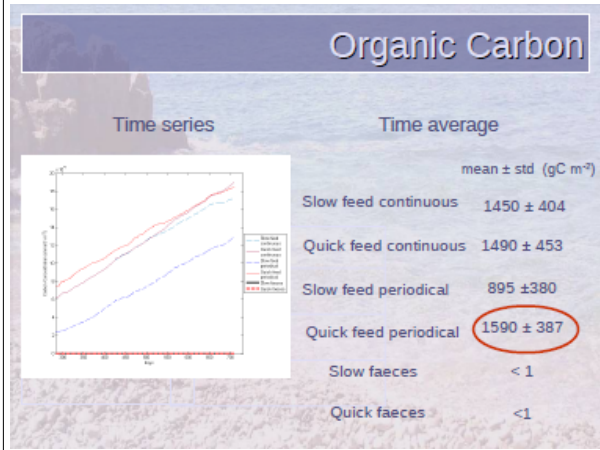 Organic Carbon
Time series
Time average
mean ± std (gC m⁻²)
Slow feed continuous 1450 ± 404
Quick feed continuous 1490 ± 453
Slow feed periodical 895 ±380
Quick feed periodical 1590 ± 387
Slow faeces < 1
Quick faeces <1